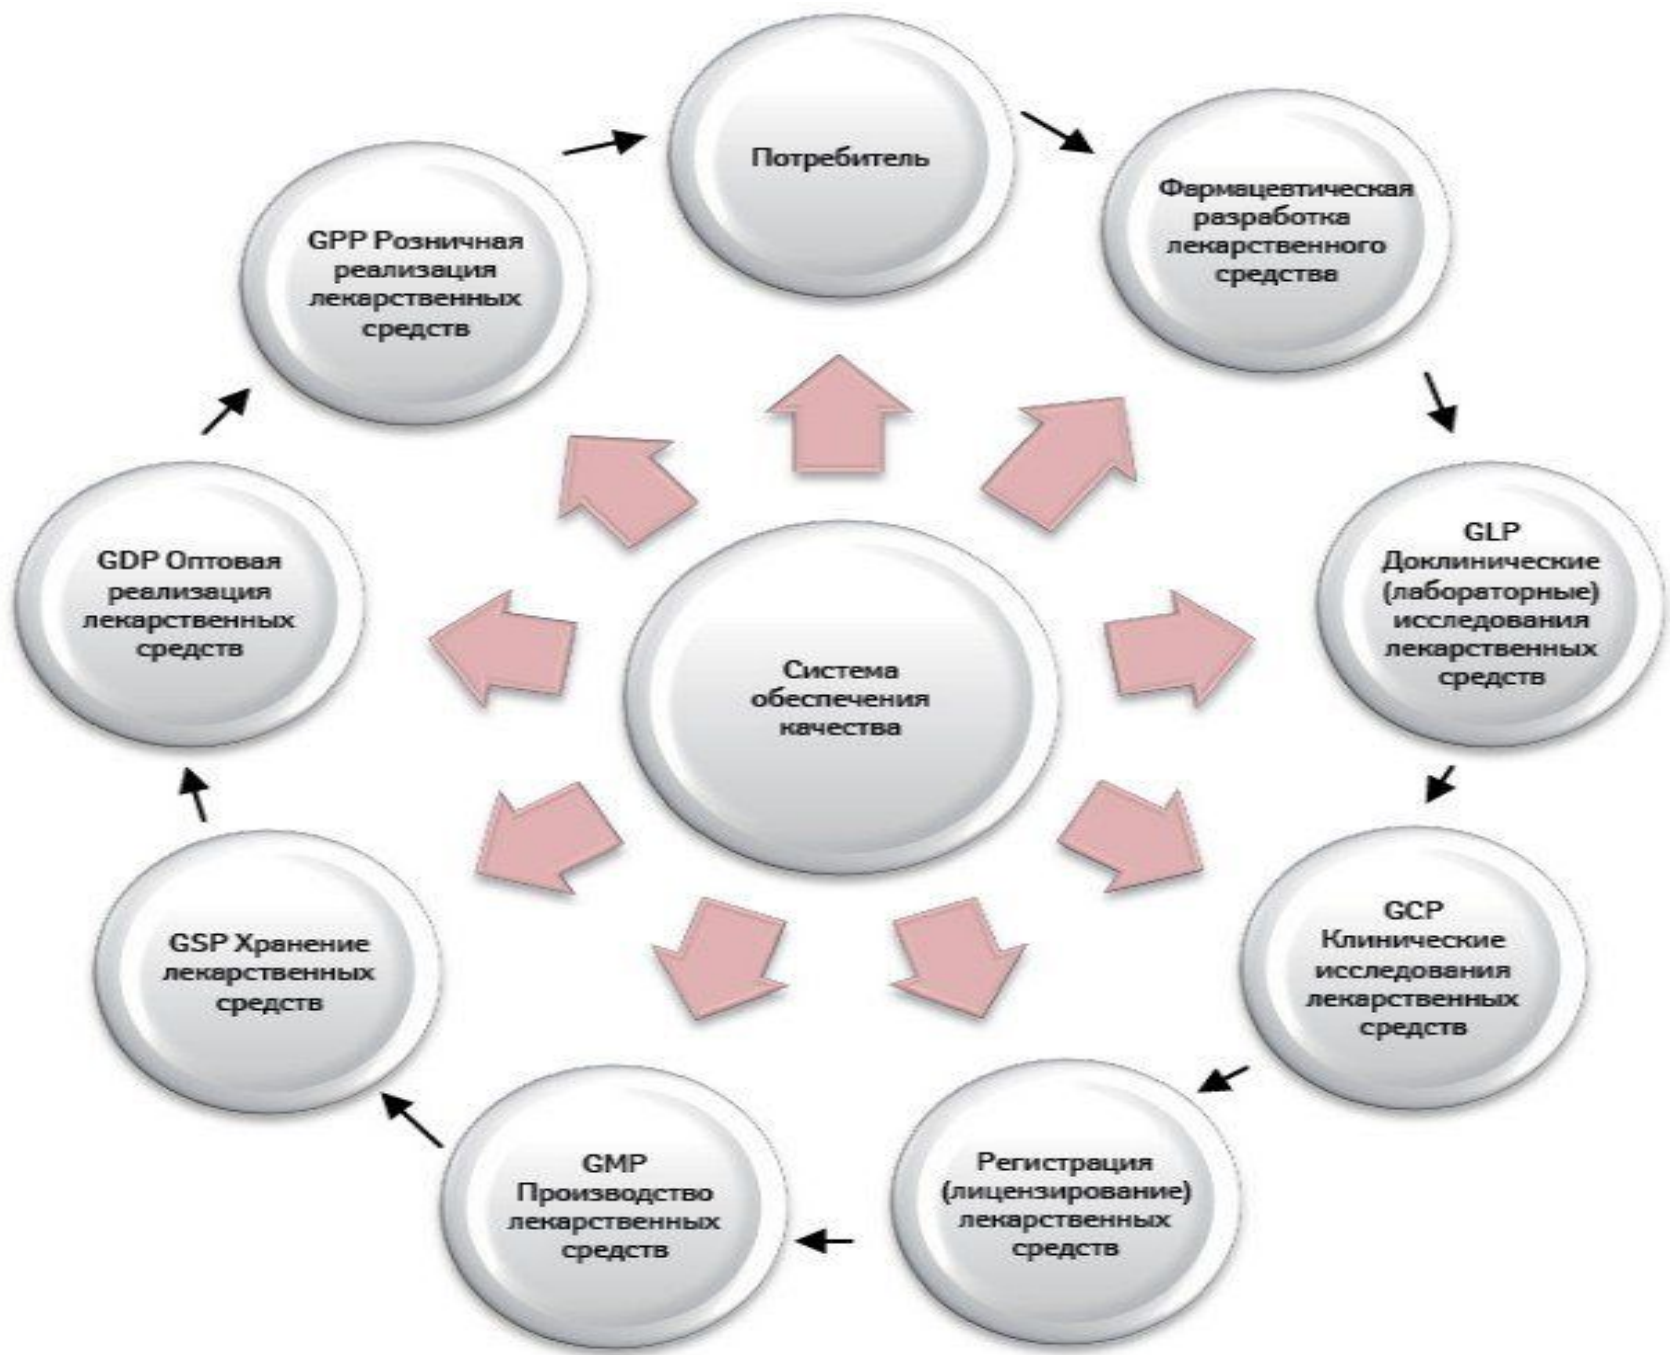 Потребитель
Фармацевтическая
разработка
лекарственного
средства
GLP
Доклинические
(лабораторные)
исследования
лекарственных
средств
GCP
Клинические
исследования
лекарственных
средств
Регистрация
(лицензирование)
лекарственных
средств
GMP
Производство
лекарственных
средств
GSP Хранение
лекарственных
средств
GDP Оптовая
реализация
лекарственных
средств
GPP Розничная
реализация
лекарственных
средств
Система
обеспечения
качества